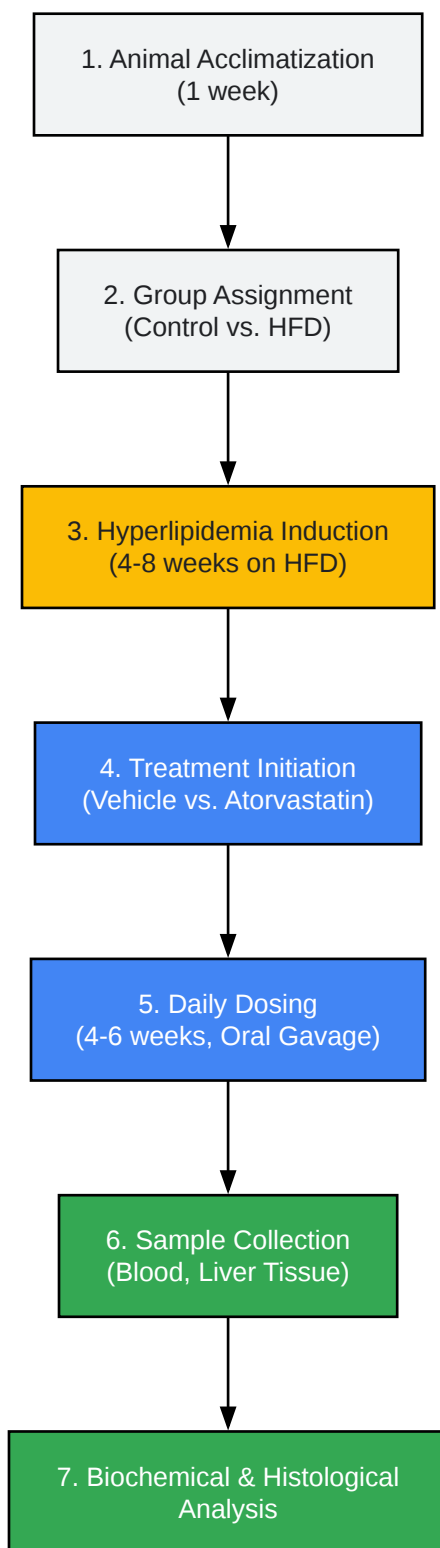 1. Animal Acclimatization
(1 week)
2. Group Assignment
(Control vs. HFD)
3. Hyperlipidemia Induction
(4-8 weeks on HFD)
4. Treatment Initiation
(Vehicle vs. Atorvastatin)
5. Daily Dosing
(4-6 weeks, Oral Gavage)
6. Sample Collection
(Blood, Liver Tissue)
7. Biochemical & Histological
Analysis